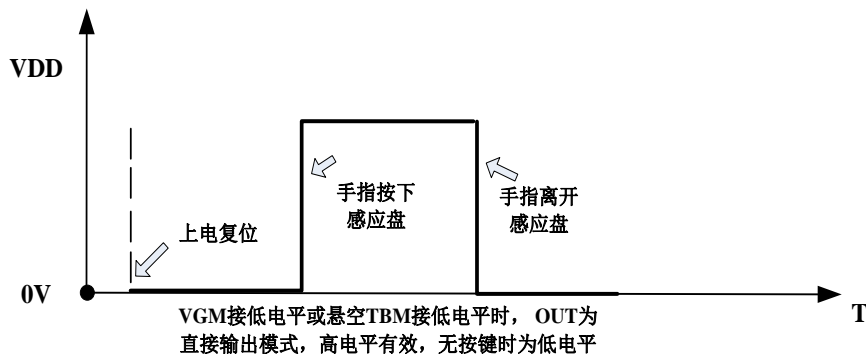 VDD
手指按下
感应盘
手指离开
感应盘
上电复位
0V
T
VGM接低电平或悬空TBM接低电平时， OUT为
直接输出模式，高电平有效，无按键时为低电平